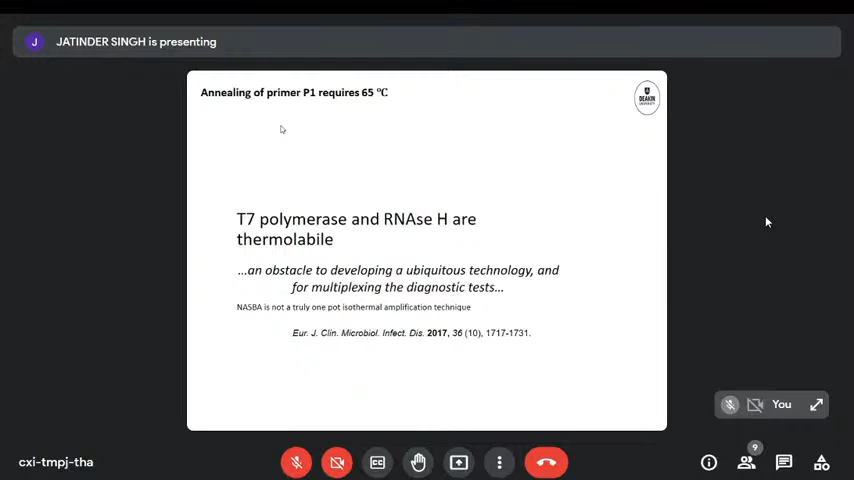 J JATINDER SINGH is presenting
Annealing of primer P1 requires 65 °C
DEAKIN
UNIVERSITY
T7 polymerase and RNAse H are
thermolabile
...an obstacle to developing a ubiquitous technology, and
for multiplexing the diagnostic tests...
NASBA is not a truly one pot isothermal amplification technique
Eur. J. Clin. Microbiol. Infect. Dis. 2017, 36 (10), 1717-1731.
You
9
cxi-tmpj-tha
CC